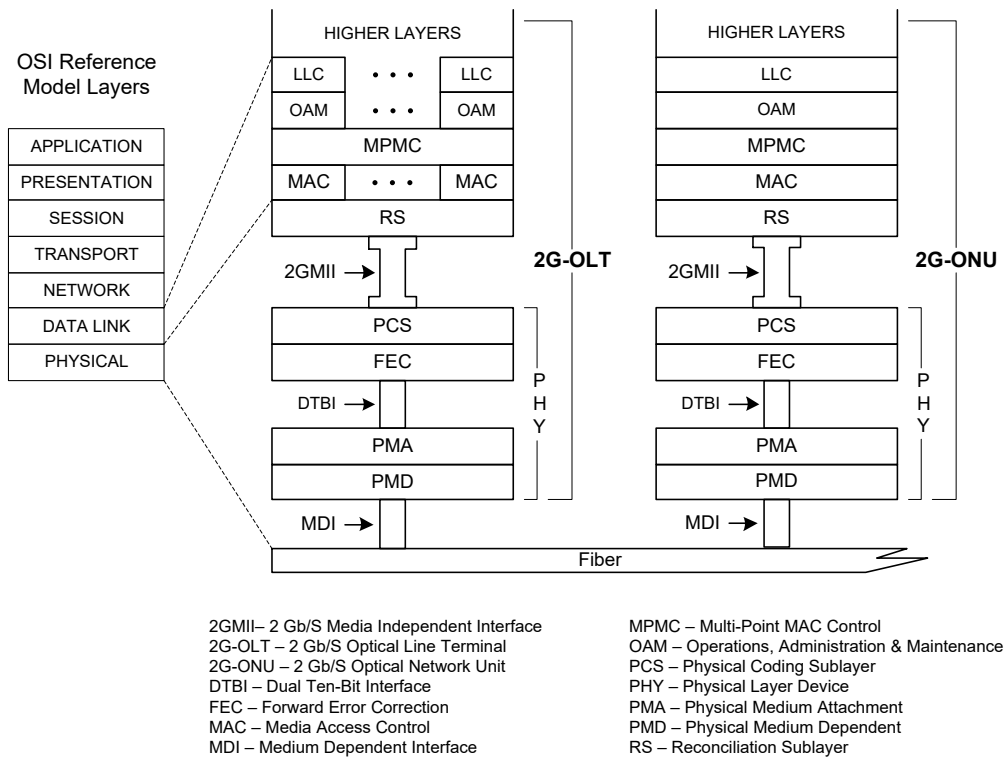 OSI Reference
Model Layers
APPLICATION
PRESENTATION
SESSION
TRANSPORT
NETWORK
DATA LINK
PHYSICAL
HIGHER LAYERS
LLC • • • LLC
OAM • • • OAM
MPMC
MAC • • • MAC
RS
2GMII
PCS
FEC
DTBI
PMA
PMD
MDI
PHY
2G-OLT
HIGHER LAYERS
LLC
OAM
MPMC
MAC
RS
2GMII
PCS
FEC
DTBI
PMA
PMD
MDI
PHY
2G-ONU
Fiber
2GMII– 2 Gb/S Media Independent Interface
2G-OLT – 2 Gb/S Optical Line Terminal
2G-ONU – 2 Gb/S Optical Network Unit
DTBI – Dual Ten-Bit Interface
FEC – Forward Error Correction
MAC – Media Access Control
MDI – Medium Dependent Interface
MPMC – Multi-Point MAC Control
OAM – Operations, Administration & Maintenance
PCS – Physical Coding Sublayer
PHY – Physical Layer Device
PMA – Physical Medium Attachment
PMD – Physical Medium Dependent
RS – Reconciliation Sublayer